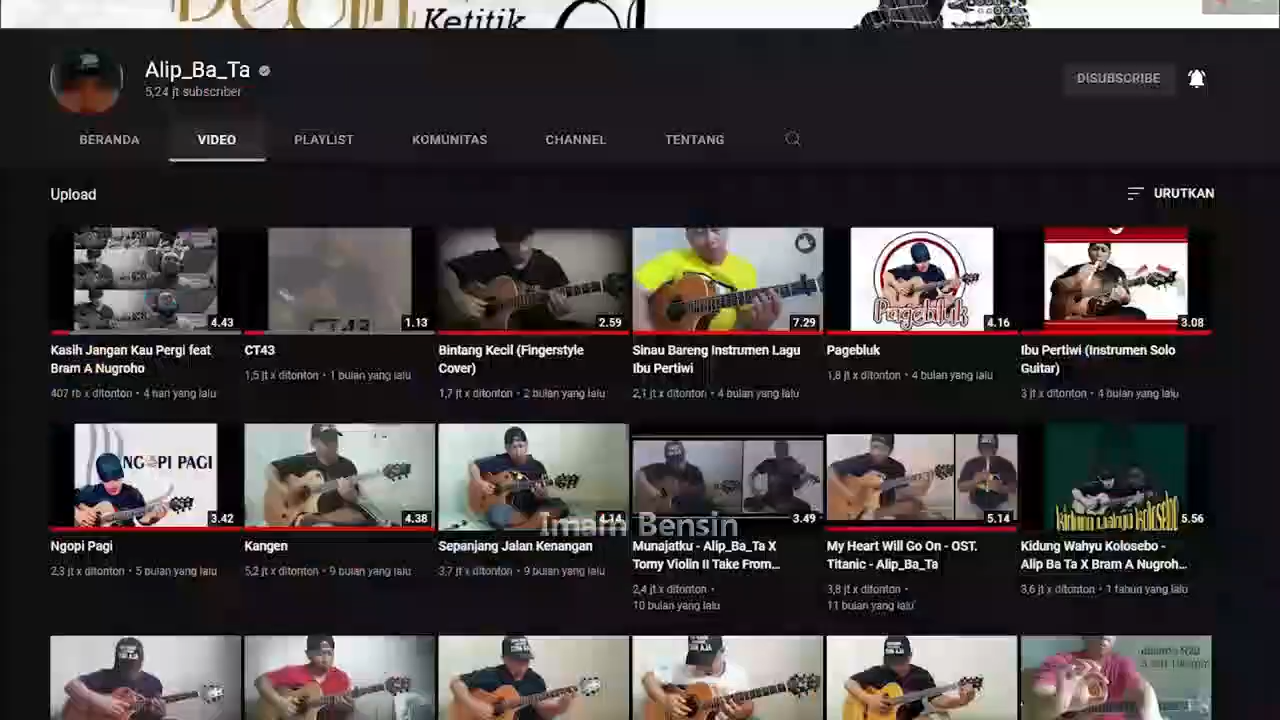 Ketitik
Alip_Ba_Ta
5,24 jt subscriber
DISUBSCRIBE
BERANDA VIDEO PLAYLIST KOMUNITAS CHANNEL TENTANG
Upload
URUTKAN
4.43 1.13 2.59 7.29 4.16 3.08
CT43
Pagebluk
Kasih Jangan Kau Pergi feat
Bram A Nugroho
407 rb x ditonton • 4 hari yang lalu
CT43
1,5 jt x ditonton • 1 bulan yang lalu
Bintang Kecil (Fingerstyle
Cover)
1,7 jt x ditonton • 2 bulan yang lalu
Sinau Bareng Instrumen Lagu
Ibu Pertiwi
2,1 jt x ditonton • 4 bulan yang lalu
Pagebluk
1,8 jt x ditonton • 4 bulan yang lalu
Ibu Pertiwi (Instrumen Solo
Guitar)
3 jt x ditonton • 4 bulan yang lalu
NGOPI PAGI
3.42 4.38 4.14 3.49 5.14 5.56
Imam Bensin
Ngopi Pagi
2,3 jt x ditonton • 5 bulan yang lalu
Kangen
5,2 jt x ditonton • 9 bulan yang lalu
Sepanjang Jalan Kenangan
3,7 jt x ditonton • 9 bulan yang lalu
Munajatku - Alip_Ba_Ta X
Tomy Violin II Take From...
2,4 jt x ditonton •
10 bulan yang lalu
My Heart Will Go On - OST.
Titanic - Alip_Ba_Ta
3,8 jt x ditonton •
11 bulan yang lalu
Kidung Wahyu Kolosebo -
Alip Ba Ta X Bram A Nugroh...
3,6 jt x ditonton • 1 tahun yang lalu